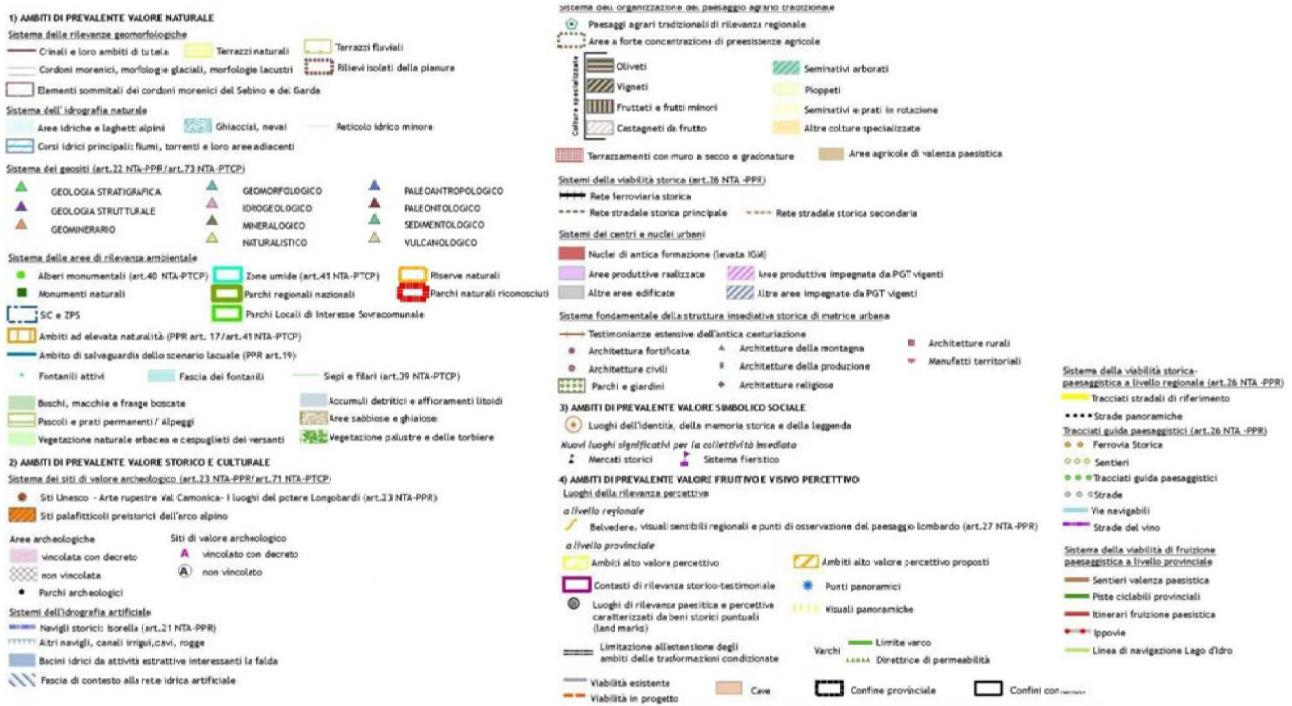 1) AMBITI DI PREVALENTE VALORE NATURALE
Sistema delle rilevanze geomorfologiche
Crinali e loro ambiti di tutela
Terrazzi naturali
Terrazzi fluviali
Cordoni morenici, morfologie glaciali, morfologie lacustri
Rilievi isolati della pianura
Elementi sommitali dei cordoni morenici del Sebino e del Garda
Sistema dell'idrografia naturale
Aree idriche e laghetti alpini
Ghiacciai, nevai
Reticolo idrico minore
Corsi idrici principali: fiumi, torrenti e loro aree adiacenti
Sistema dei geositi (art.22 NTA-PPR/art.73 NTA-PTCP)
GEOLOGIA STRATIGRAFICA
GEOMORFOLOGICO
PALEOANTROPOLOGICO
GEOLOGIA STRUTTURALE
IDROGEOLOGICO
PALEONTOLOGICO
GEOMINERARIO
MINERALOGICO
SEDIMENTOLOGICO
NATURALISTICO
VULCANOLOGICO
Sistema delle aree di rilevanza ambientale
Alberi monumentali (art.40 NTA-PTCP)
Zone umide (art.41 NTA-PTCP)
Riserve naturali
Monumenti naturali
Parchi regionali nazionali
Parchi naturali riconosciuti
SIC e ZPS
Parchi Locali di Interesse Sovracomunale
Ambiti ad elevata naturalità (PPR art. 17/art.41NTA-PTCP)
Ambito di salvaguardia dello scenario lacuale (PPR art.19)
Fontanili attivi
Fascia dei fontanili
Siepi e filari (art.39 NTA-PTCP)
Boschi, macchie e frange boscate
Accumuli detritici e affioramenti litoidi
Pascoli e prati permanenti/ Alpeggi
Aree sabbiose e ghiaiose
Vegetazione naturale erbacea e cespuglieti dei versanti
Vegetazione palustre e delle torbiere
2) AMBITI DI PREVALENTE VALORE STORICO E CULTURALE
Sistema dei siti di valore archeologico (art.23 NTA-PPR/art.71 NTA-PTCP)
Siti Unesco - Arte rupestre Val Camonica- I luoghi del potere Longobardi (art.23 NTA-PPR)
Siti palafitticoli preistorici dell'arco alpino
Aree archeologiche
Siti di valore archeologico
vincolata con decreto
A vincolato con decreto
non vincolata
A non vincolato
Parchi archeologici
Sistemi dell'idrografia artificiale
Navigli storici: Isorella (art.21 NTA-PPR)
Altri navigli, canali irrigui,cavi, rogge
Bacini idrici da attività estrattive interessanti la falda
Fascia di contesto alla rete idrica artificiale
Sistema dell'organizzazione del paesaggio agrario tradizionale
Paesaggi agrari tradizionali di rilevanza regionale
Aree a forte concentrazione di preesistenze agricole
Colture specializzate
Oliveti
Seminativi arborati
Vigneti
Pioppeti
Frutteti e frutti minori
Seminativi e prati in rotazione
Castagneti da frutto
Altre colture specializzate
Terrazzamenti con muro a secco e gradonature
Aree agricole di valenza paesistica
Sistemi della viabilità storica (art.26 NTA -PPR)
Rete ferroviaria storica
Rete stradale storica principale
Rete stradale storica secondaria
Sistemi dei centri e nuclei urbani
Nuclei di antica formazione (levata IGM)
Aree produttive realizzate
Aree produttive impegnate da PGT vigenti
Altre aree edificate
Altre aree impegnate da PGT vigenti
Sistema fondamentale della struttura insediativa storica di matrice urbana
Testimonianze estensive dell'antica centuriazione
Architettura fortificata
Architetture della montagna
Architetture rurali
Architetture civili
Architetture della produzione
Manufatti territoriali
Parchi e giardini
Architetture religiose
3) AMBITI DI PREVALENTE VALORE SIMBOLICO SOCIALE
Luoghi dell'identità, della memoria storica e della leggenda
Nuovi luoghi significativi per la collettività insediata
Mercati storici
Sistema fieristico
4) AMBITI DI PREVALENTE VALORE FRUITIVO E VISIVO PERCETTIVO
Luoghi della rilevanza percettiva
a livello regionale
Belvedere, visuali sensibili regionali e punti di osservazione del paesaggio lombardo (art.27 NTA-PPR)
a livello provinciale
Ambiti alto valore percettivo
Ambiti alto valore percettivo proposti
Contesti di rilevanza storico-testimoniale
Punti panoramici
Luoghi di rilevanza paesitica e percettiva
caratterizzati da beni storici puntuali
(land marks)
Visuali panoramiche
Limitazione all'estensione degli
ambiti delle trasformazioni condizionate
Varchi
Limite varco
Direttrice di permeabilità
Viabilità esistente
Viabilità in progetto
Cave
Confine provinciale
Confini
Sistema della viabilità storica-
paesaggistica a livello regionale (art.26 NTA -PPR)
Tracciati stradali di riferimento
Strade panoramiche
Tracciati guida paesaggistici (art.26 NTA -PPR)
Ferrovia Storica
Sentieri
Tracciati guida paesaggistici
Strade
Vie navigabili
Strade del vino
Sistema della viabilità di fruizione
paesaggistica a livello provinciale
Sentieri valenza paesistica
Piste ciclabili provinciali
Itinerari fruizione paesistica
Ippovie
Linea di navigazione Lago d'Idro